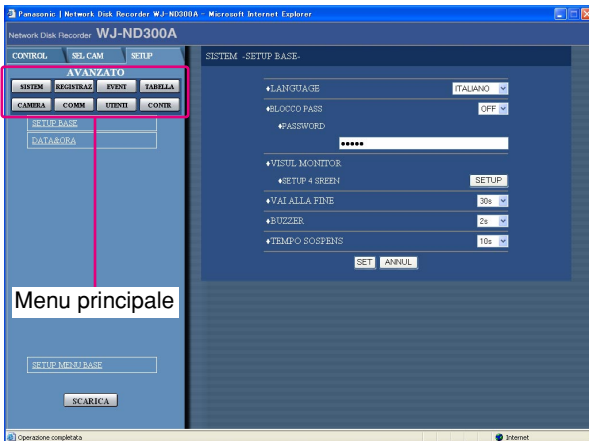 Panasonic | Network Disk Recorder WJ-ND300A - Microsoft Internet Explorer
Network Disk Recorder WJ-ND300A
CONTROL SEL CAM SETUP
SISTEM -SETUP BASE-
AVANZATO
SISTEM REGISTRAZ EVENT TABELLA
CAMERA COMM UTENTI CONTR
SETUP BASE
DATA&ORA
♦LANGUAGE ITALIANO
♦BLOCCO PASS OFF
♦PASSWORD
●●●●●
♦VISUL MONITOR
♦SETUP 4 SREEN SETUP
♦VAI ALLA FINE 30s
♦BUZZER 2s
♦TEMPO SOSPENS 10s
SET ANNUL
Menu principale
SETUP MENU BASE
SCARICA
Operazione completata Internet